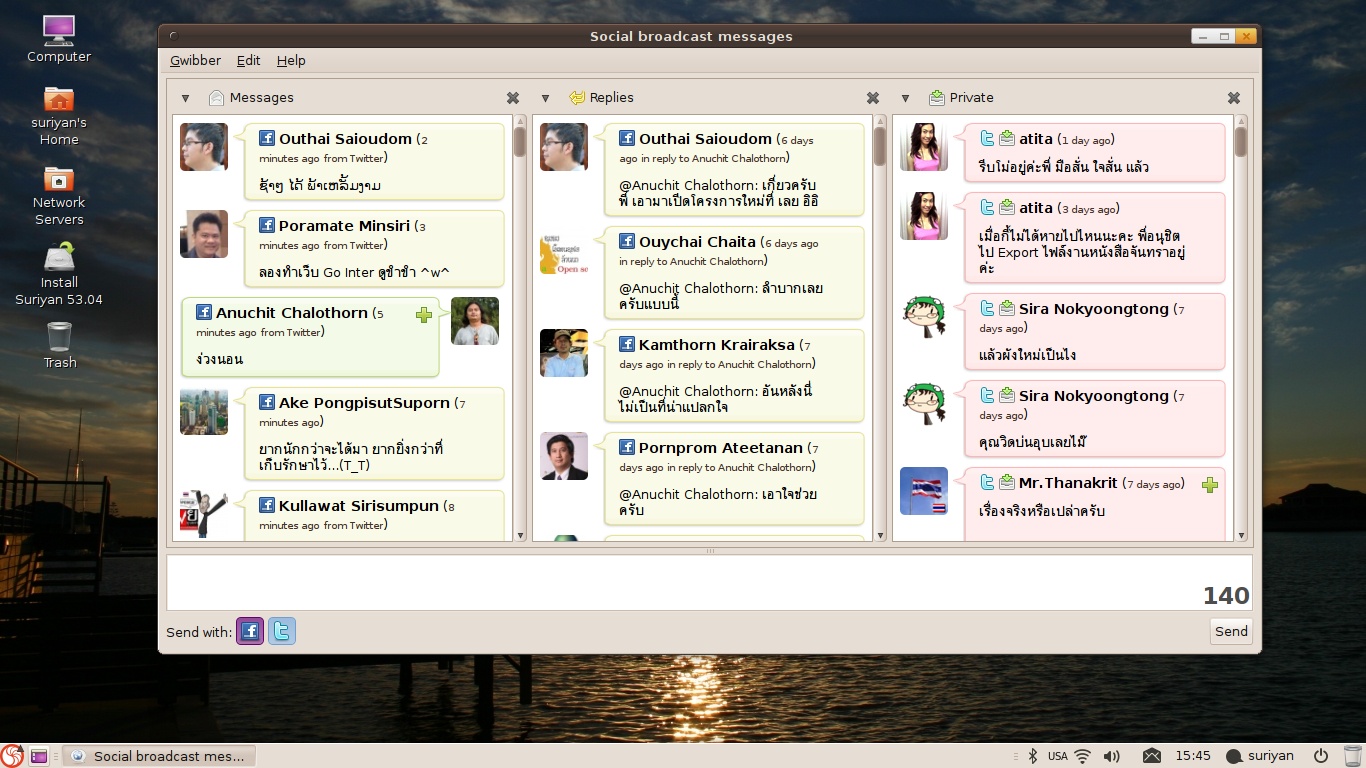 Computer
suriyan's
Home
Network
Servers
Install
Suriyan 53.04
Trash
Social broadcast messages
Gwibber Edit Help
Messages
Outhai Saioudom (2
minutes ago from Twitter)
ຊ້າໆ ໄດ້ ພ້າເຫລັ້ມງາມ
Poramate Minsiri (3
minutes ago from Twitter)
ลองทำเว็บ Go Inter ดูขำขำ ^w^
Anuchit Chalothorn (5
minutes ago from Twitter)
ง่วงนอน
Ake PongpisutSuporn (7
minutes ago)
ยากนักกว่าจะได้มา ยากยิ่งกว่าที่
เก็บรักษาไว้...(T_T)
Kullawat Sirisumpun (8
minutes ago from Twitter)
Replies
Outhai Saioudom (6 days
ago in reply to Anuchit Chalothorn)
@Anuchit Chalothorn: เกี่ยวครับ
พี่ เอามาเปิดโครงการใหม่ที่ เลย อิอิ
Ouychai Chaita (6 days ago
in reply to Anuchit Chalothorn)
@Anuchit Chalothorn: ลำบากเลย
ครับแบบนี้
Open se
Kamthorn Krairaksa (7
days ago in reply to Anuchit Chalothorn)
@Anuchit Chalothorn: อันหลังนี่
ไม่เป็นที่น่าแปลกใจ
Pornprom Ateetanan (7
days ago in reply to Anuchit Chalothorn)
@Anuchit Chalothorn: เอาใจช่วย
ครับ
Private
atita (1 day ago)
รีบโม่อยู่ค่ะพี่ มือสั่น ใจสั่น แล้ว
atita (3 days ago)
เมื่อกี้ไม่ได้หายไปไหนนะคะ พี่อนุชิต
ไป Export ไฟล์งานหนังสือจันทราอยู่
ค่ะ
Sira Nokyoongtong (7
days ago)
แล้วผังใหม่เป็นไง
Sira Nokyoongtong (7
days ago)
คุณวิดบ่นอุบเลยไม๊
Mr.Thanakrit (7 days ago)
เรื่องจริงหรือเปล่าครับ
140
Send with:
Send
Social broadcast mes...
USA
15:45
suriyan